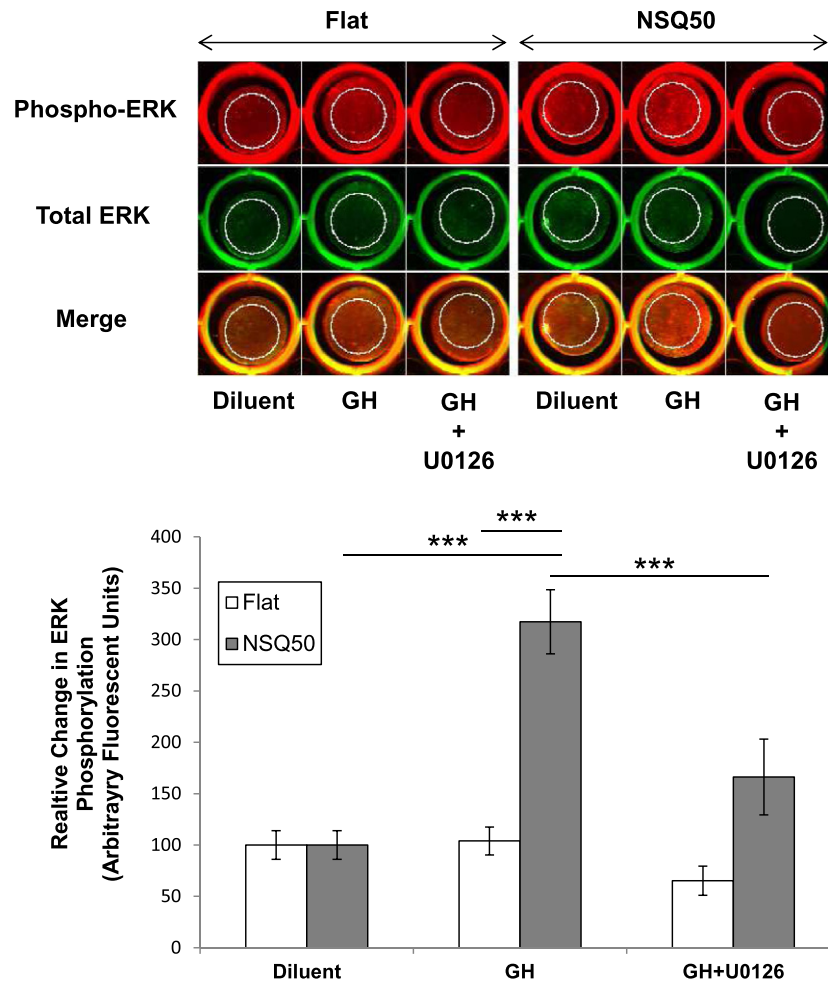 Flat
NSQ50
Phospho-ERK
Total ERK
Merge
Diluent
GH
GH
+
U0126
Diluent
GH
GH
+
U0126
Realtive Change in ERK
Phosphorylation
(Arbitrayry Fluorescent Units)
400
350
300
250
200
150
100
50
0
Flat
NSQ50
***
***
***
Diluent
GH
GH+U0126